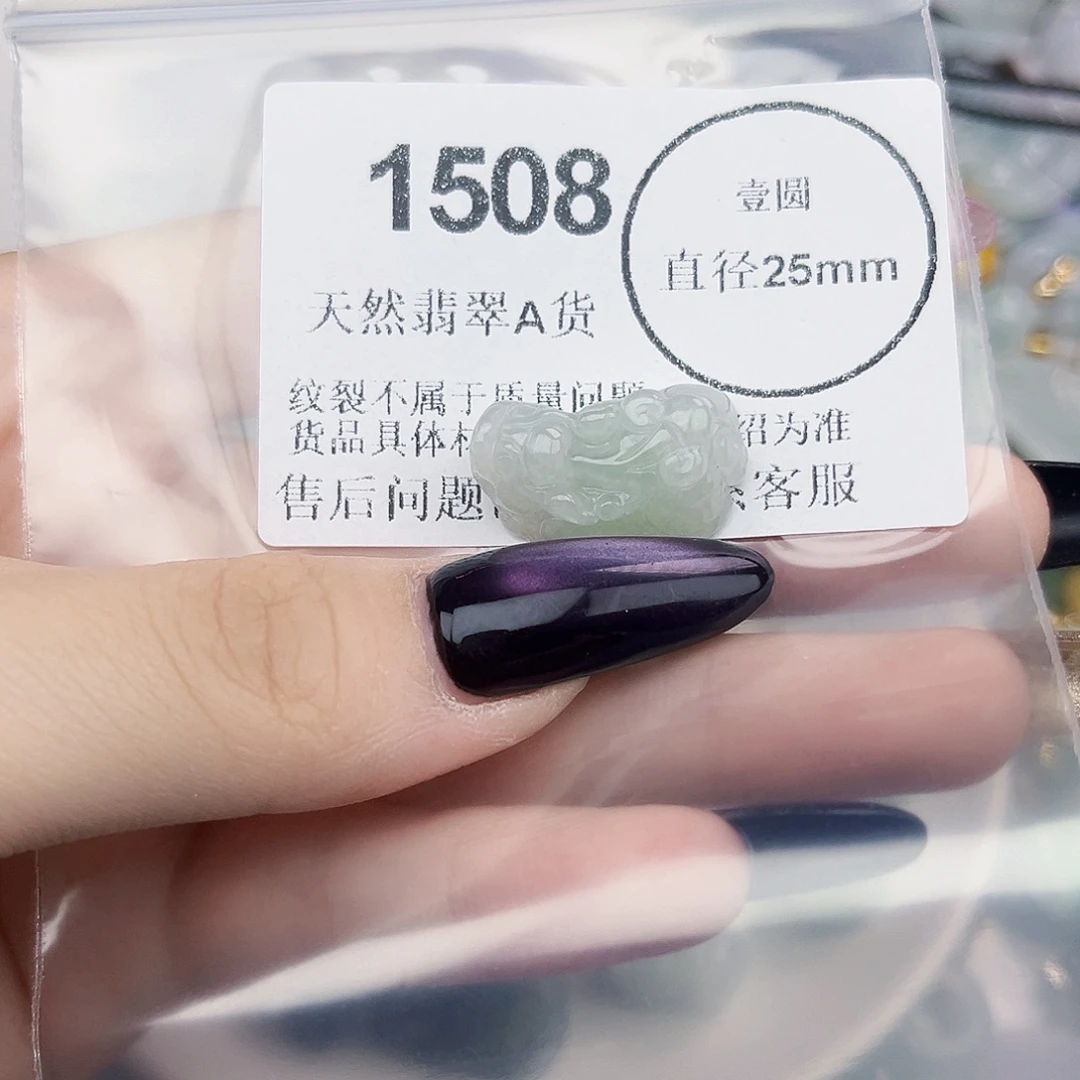 1508
壹圆
直径25mm
天然翡翠A货
纹裂不属于质量问题
货品具体 绍为准
售后问题 客服